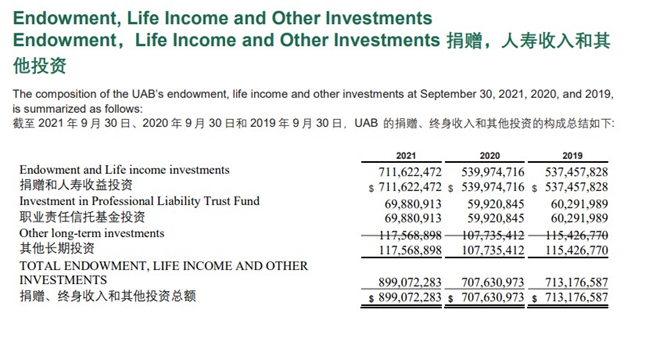 Endowment, Life Income and Other Investments
Endowment，Life Income and Other Investments 捐赠，人寿收入和其
他投资
The composition of the UAB's endowment, life income and other investments at September 30, 2021, 2020, and 2019,
is summarized as follows:
截至 2021 年 9 月 30 日、2020 年 9 月 30 日和 2019 年 9 月 30 日，UAB 的捐赠、终身收入和其他投资的构成总结如下:
2021 2020 2019
Endowment and Life income investments 711,622,472 539,974,716 537,457,828
捐赠和人寿收益投资 $ 711,622,472 $ 539,974,716 $ 537,457,828
Investment in Professional Liability Trust Fund 69,880,913 59,920,845 60,291,989
职业责任信托基金投资 69,880,913 59,920,845 60,291,989
Other long-term investments 117,568,898 107,735,412 115,426,770
其他长期投资 117,568,898 107,735,412 115,426,770
TOTAL ENDOWMENT, LIFE INCOME AND OTHER
INVESTMENTS 899,072,283 707,630,973 713,176,587
捐赠、终身收入和其他投资总额 $ 899,072,283 $ 707,630,973 $ 713,176,587